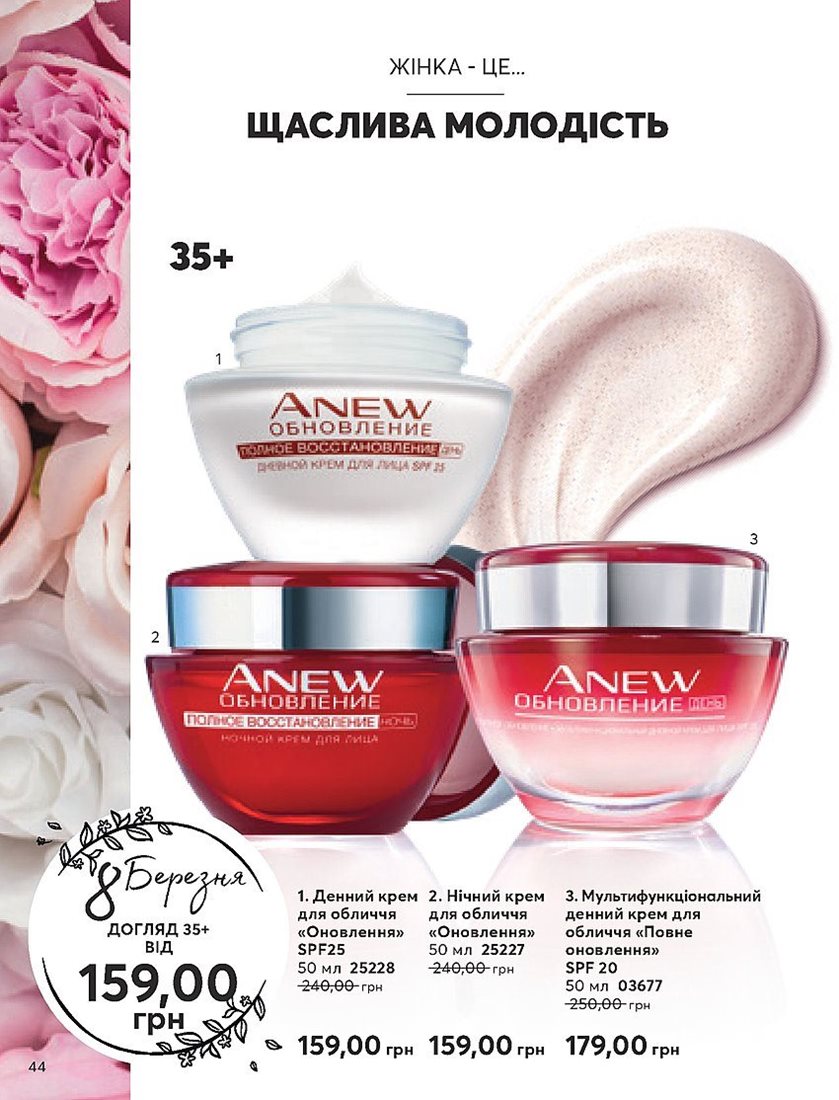 ЖІНКА - ЦЕ...
ЩАСЛИВА МОЛОДІСТЬ
35+
1
ANEW
ОБНОВЛЕНИЕ
ПОЛНОЕ ВОССТАНОВЛЕНИЕ ДЕНЬ
ДНЕВНОЙ КРЕМ ДЛЯ ЛИЦА SPF 25
2
ANEW
ОБНОВЛЕНИЕ
ПОЛНОЕ ВОССТАНОВЛЕНИЕ НОЧЬ
НОЧНОЙ КРЕМ ДЛЯ ЛИЦА
3
ANEW
ОБНОВЛЕНИЕ ДЕНЬ
8 Березня
ДОГЛЯД 35+
ВІД
159,00
ГРН
1. Денний крем
для обличчя
«Оновлення»
SPF25
50 мл 25228
240,00 грн
159,00 грн
2. Нічний крем
для обличчя
«Оновлення»
50 мл 25227
240,00 грн
159,00 грн
3. Мультифункціональний
денний крем для
обличчя «Повне
оновлення»
SPF 20
50 мл 03677
250,00 грн
179,00 грн
44